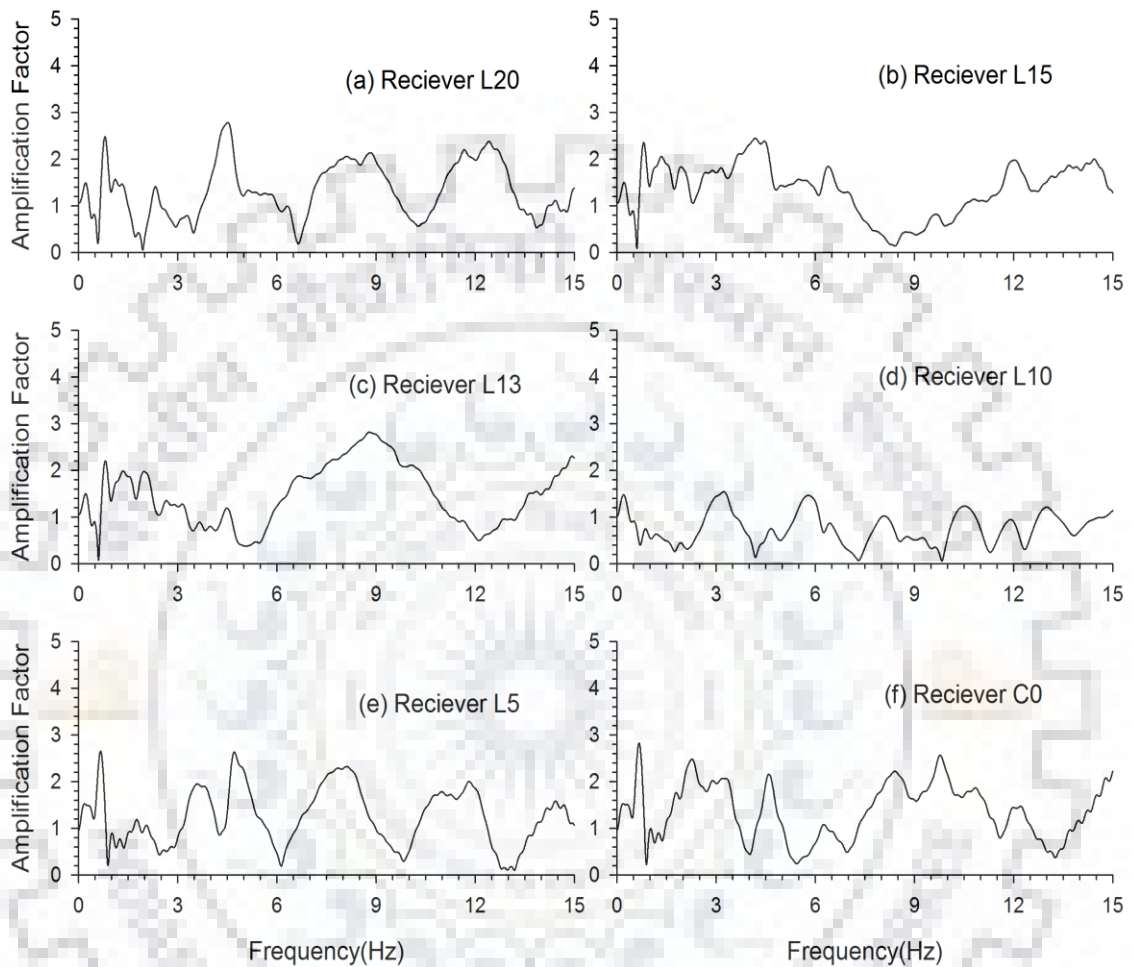 Amplification Factor
5
4
3
2
1
0
(a) Reciever L20
0 3 6 9 12 15
5
4
3
2
1
0
(b) Reciever L15
0 3 6 9 12 15
Amplification Factor
5
4
3
2
1
0
(c) Reciever L13
0 3 6 9 12 15
5
4
3
2
1
0
(d) Reciever L10
0 3 6 9 12 15
Amplification Factor
5
4
3
2
1
0
(e) Reciever L5
0 3 6 9 12 15
Frequency(Hz)
5
4
3
2
1
0
(f) Reciever C0
0 3 6 9 12 15
Frequency(Hz)